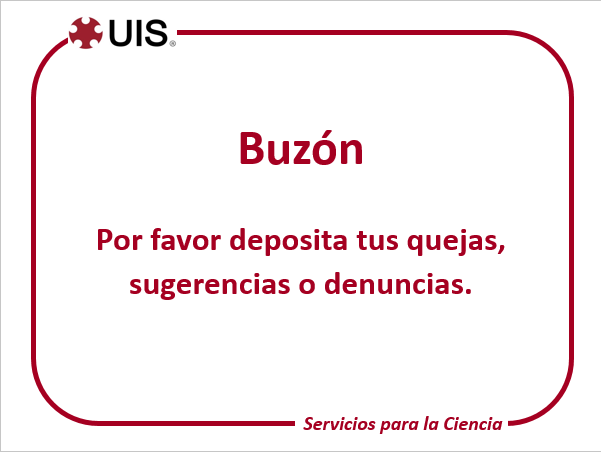 UIS®
Buzón
Por favor deposita tus quejas,
sugerencias o denuncias.
Servicios para la Ciencia